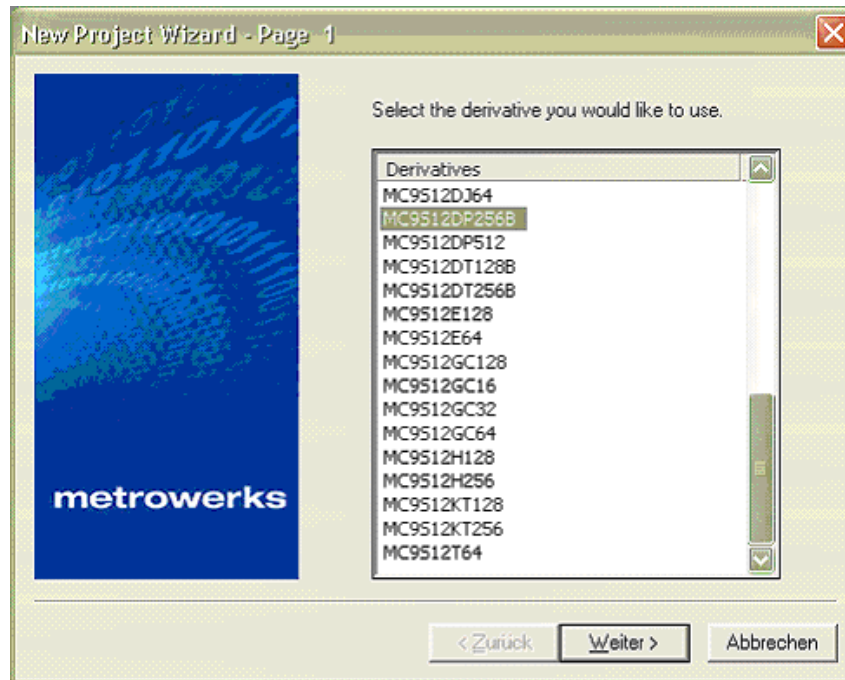 New Project Wizard - Page 1
Select the derivative you would like to use.
Derivatives
MC9S12DJ64
MC9S12DP256B
MC9S12DP512
MC9S12DT128B
MC9S12DT256B
MC9S12E128
MC9S12E64
MC9S12GC128
MC9S12GC16
MC9S12GC32
MC9S12GC64
MC9S12H128
MC9S12H256
MC9S12KT128
MC9S12KT256
MC9S12T64
metrowerks
< Zurück
Weiter >
Abbrechen